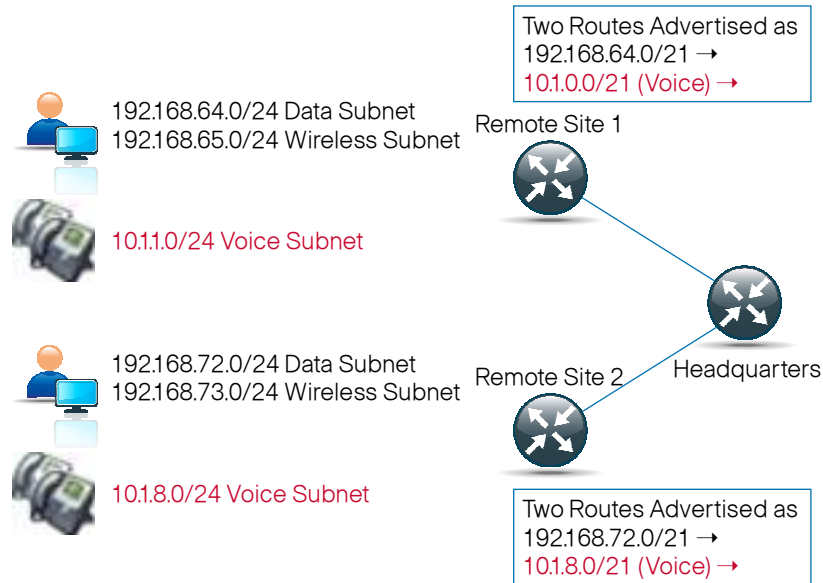 Two Routes Advertised as
192.168.64.0/21 →
10.1.0.0/21 (Voice) →
192.168.64.0/24 Data Subnet
192.168.65.0/24 Wireless Subnet
Remote Site 1
10.1.1.0/24 Voice Subnet
192.168.72.0/24 Data Subnet
192.168.73.0/24 Wireless Subnet
Remote Site 2
Headquarters
10.1.8.0/24 Voice Subnet
Two Routes Advertised as
192.168.72.0/21 →
10.1.8.0/21 (Voice) →